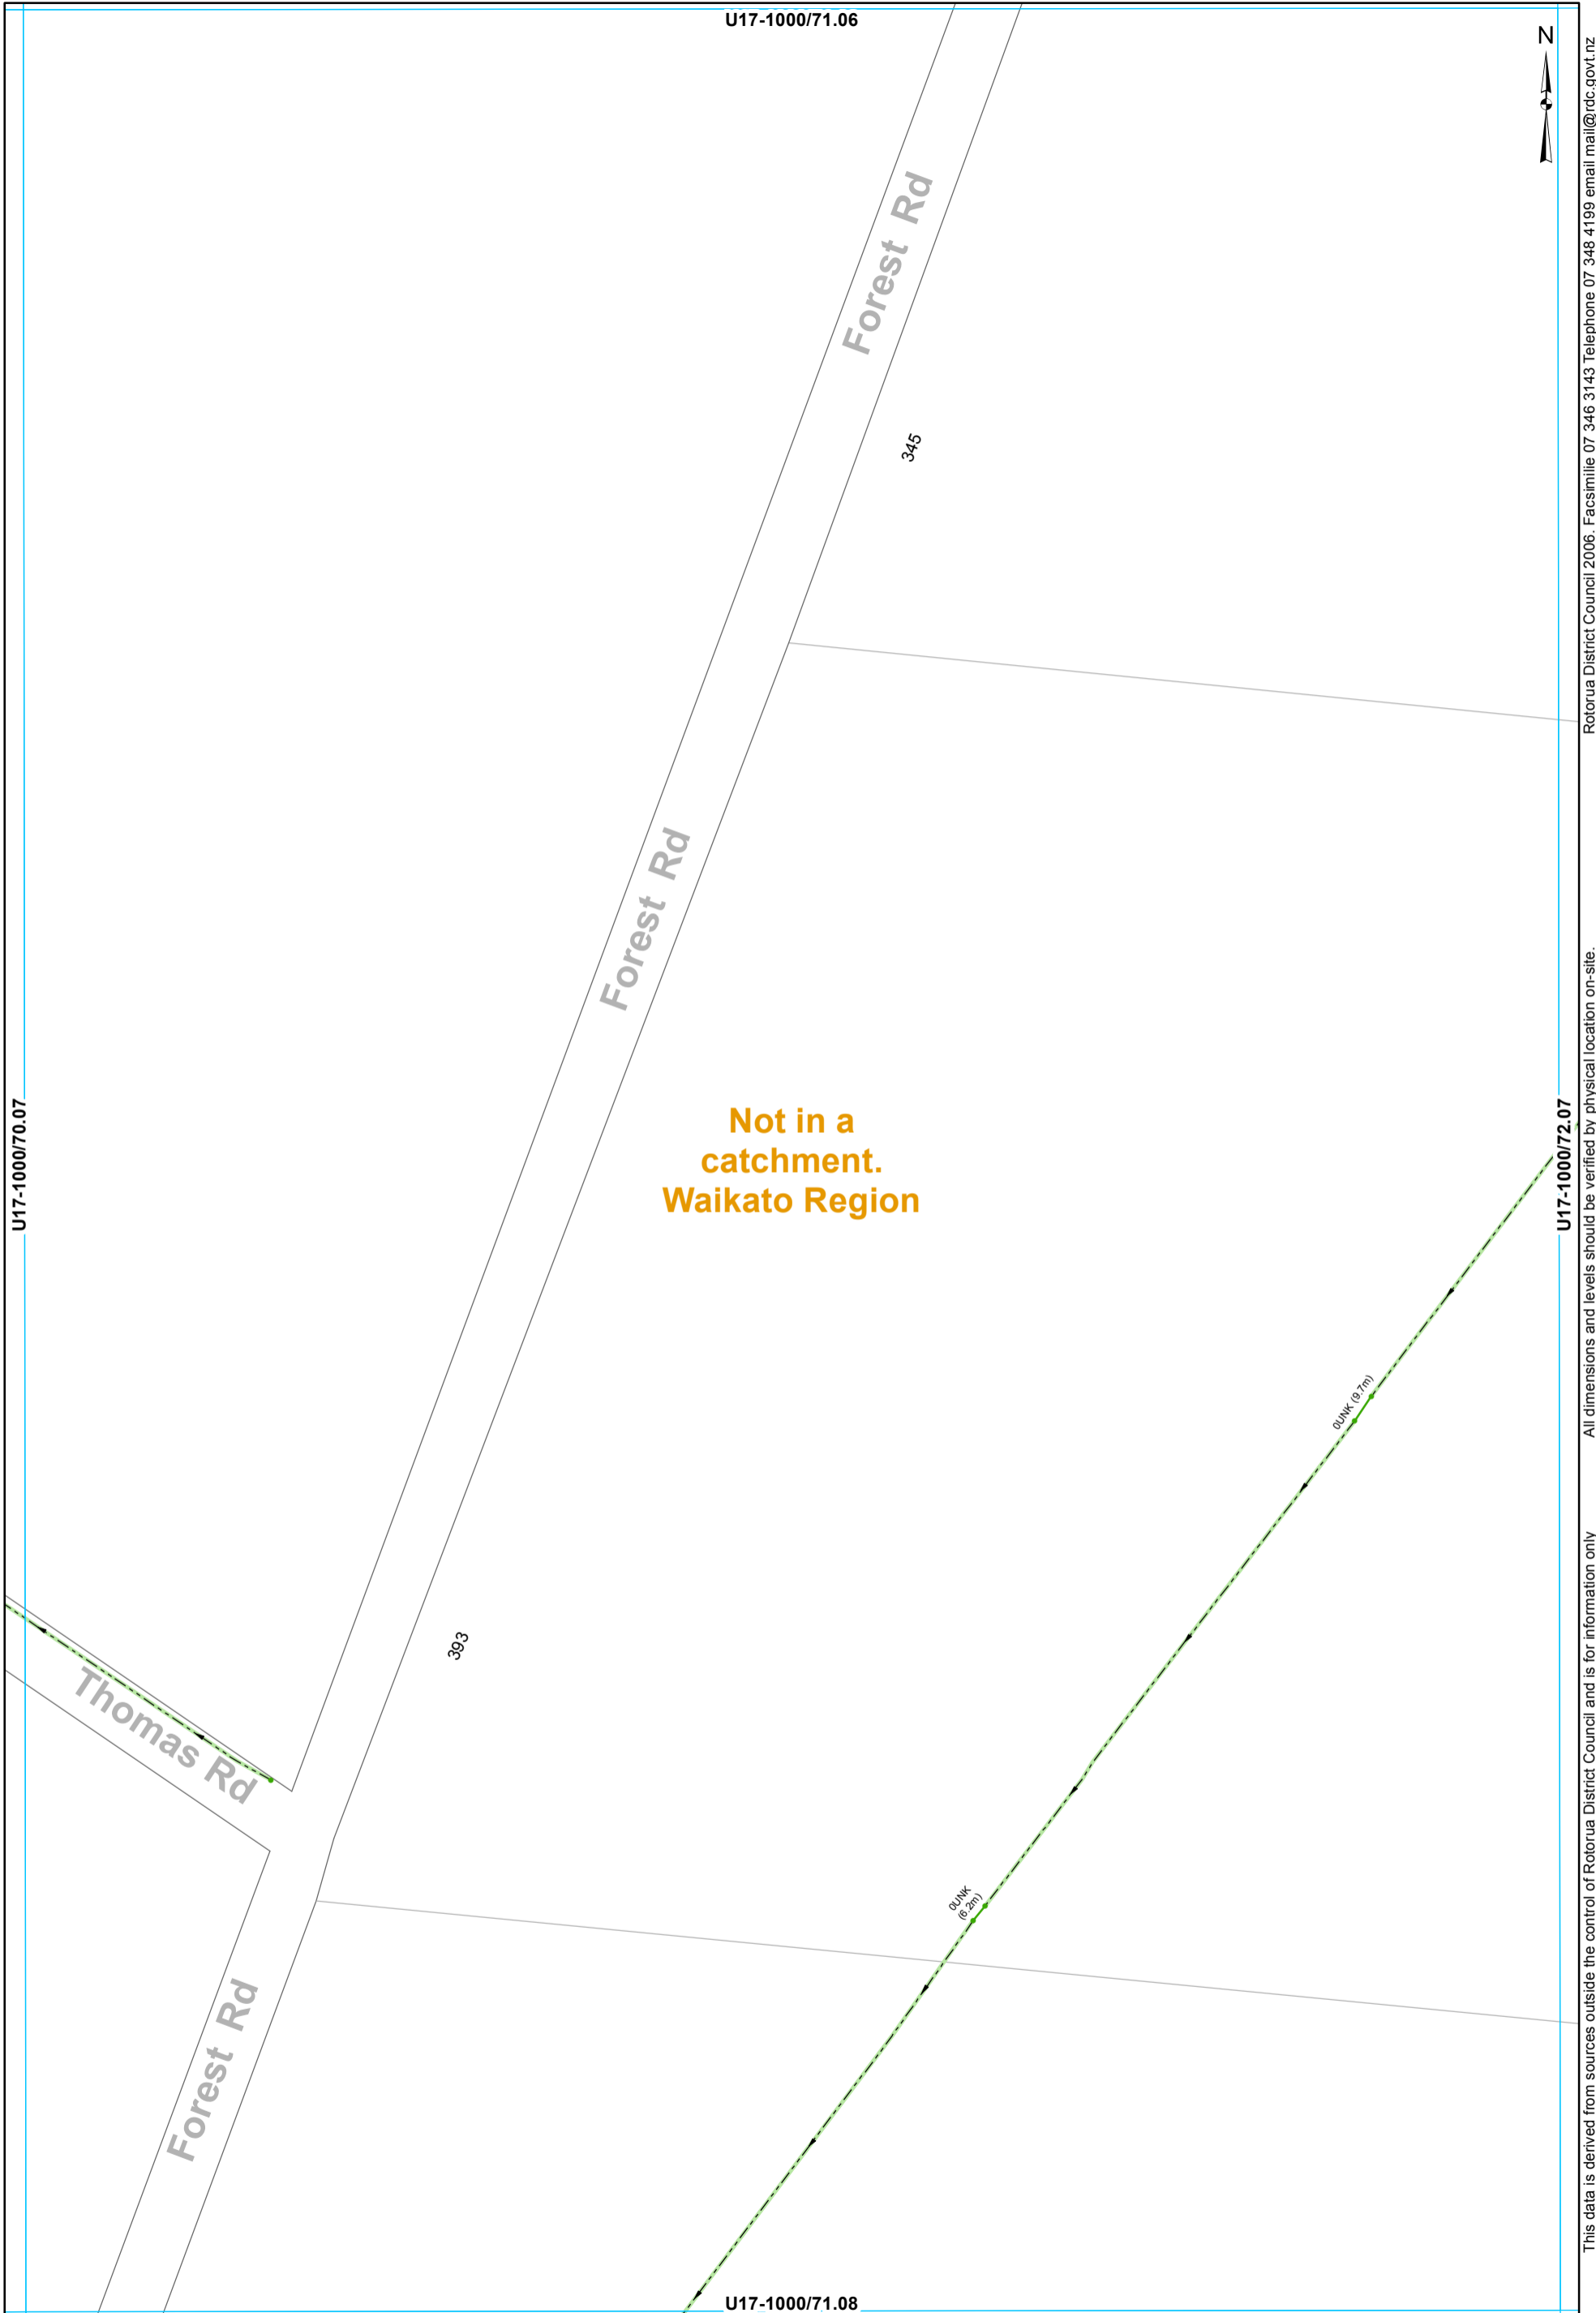 U17-1000/71.06
N
Forest Rd
345
Forest Rd
Not in a
catchment.
Waikato Region
U17-1000/70.07
U17-1000/72.07
0UNK (9.7m)
393
Thomas Rd
0UNK
(6.2m)
Forest Rd
U17-1000/71.08
This data is derived from sources outside the control of Rotorua District Council and is for information only
All dimensions and levels should be verified by physical location on-site.
Rotorua District Council 2006. Facsimilie 07 346 3143 Telephone 07 348 4199 email mail@rdc.govt.nz